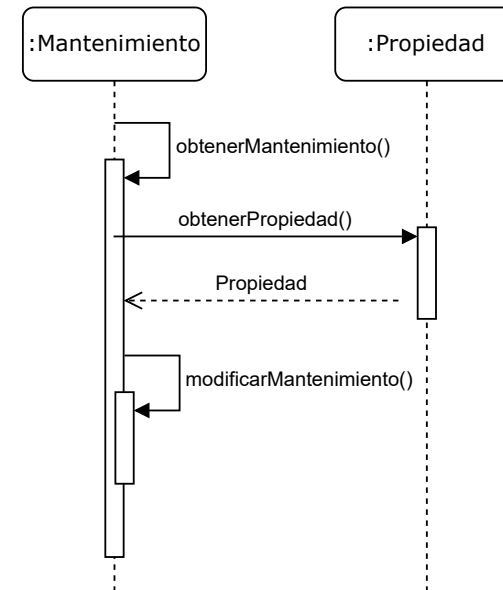 :Mantenimiento
:Propiedad
obtenerMantenimiento()
obtenerPropiedad()
Propiedad
modificarMantenimiento()